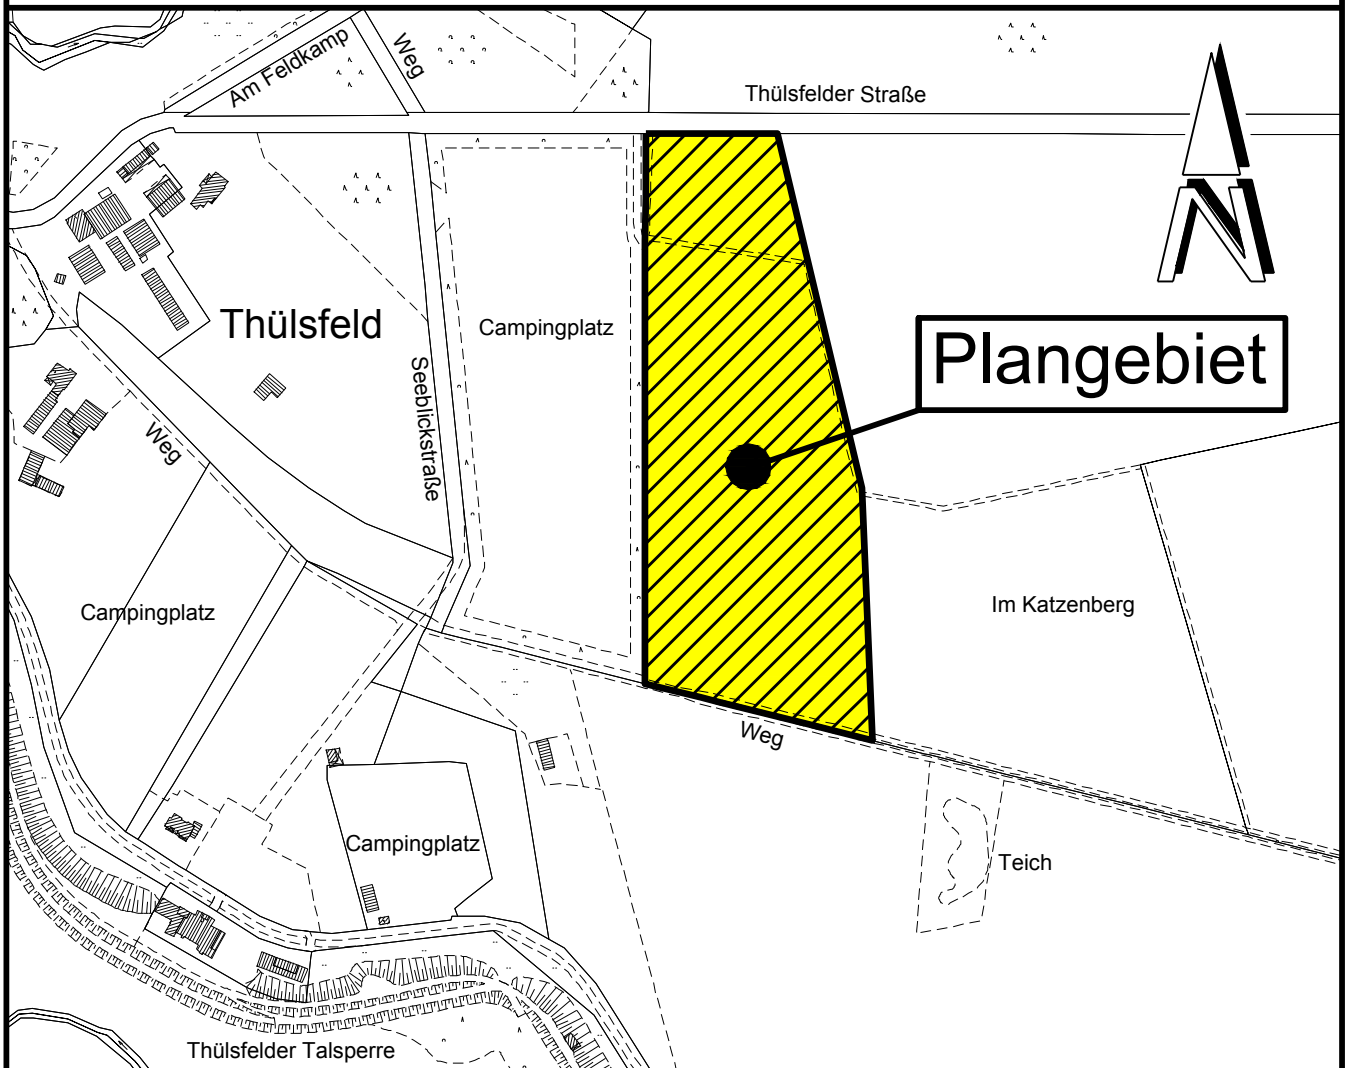 Am Feldkamp
Weg
Thülsfelder Straße
N
Thülsfeld
Campingplatz
Plangebiet
Seeblickstraße
Weg
Campingplatz
Im Katzenberg
Weg
Campingplatz
Teich
Thülsfelder Talsperre